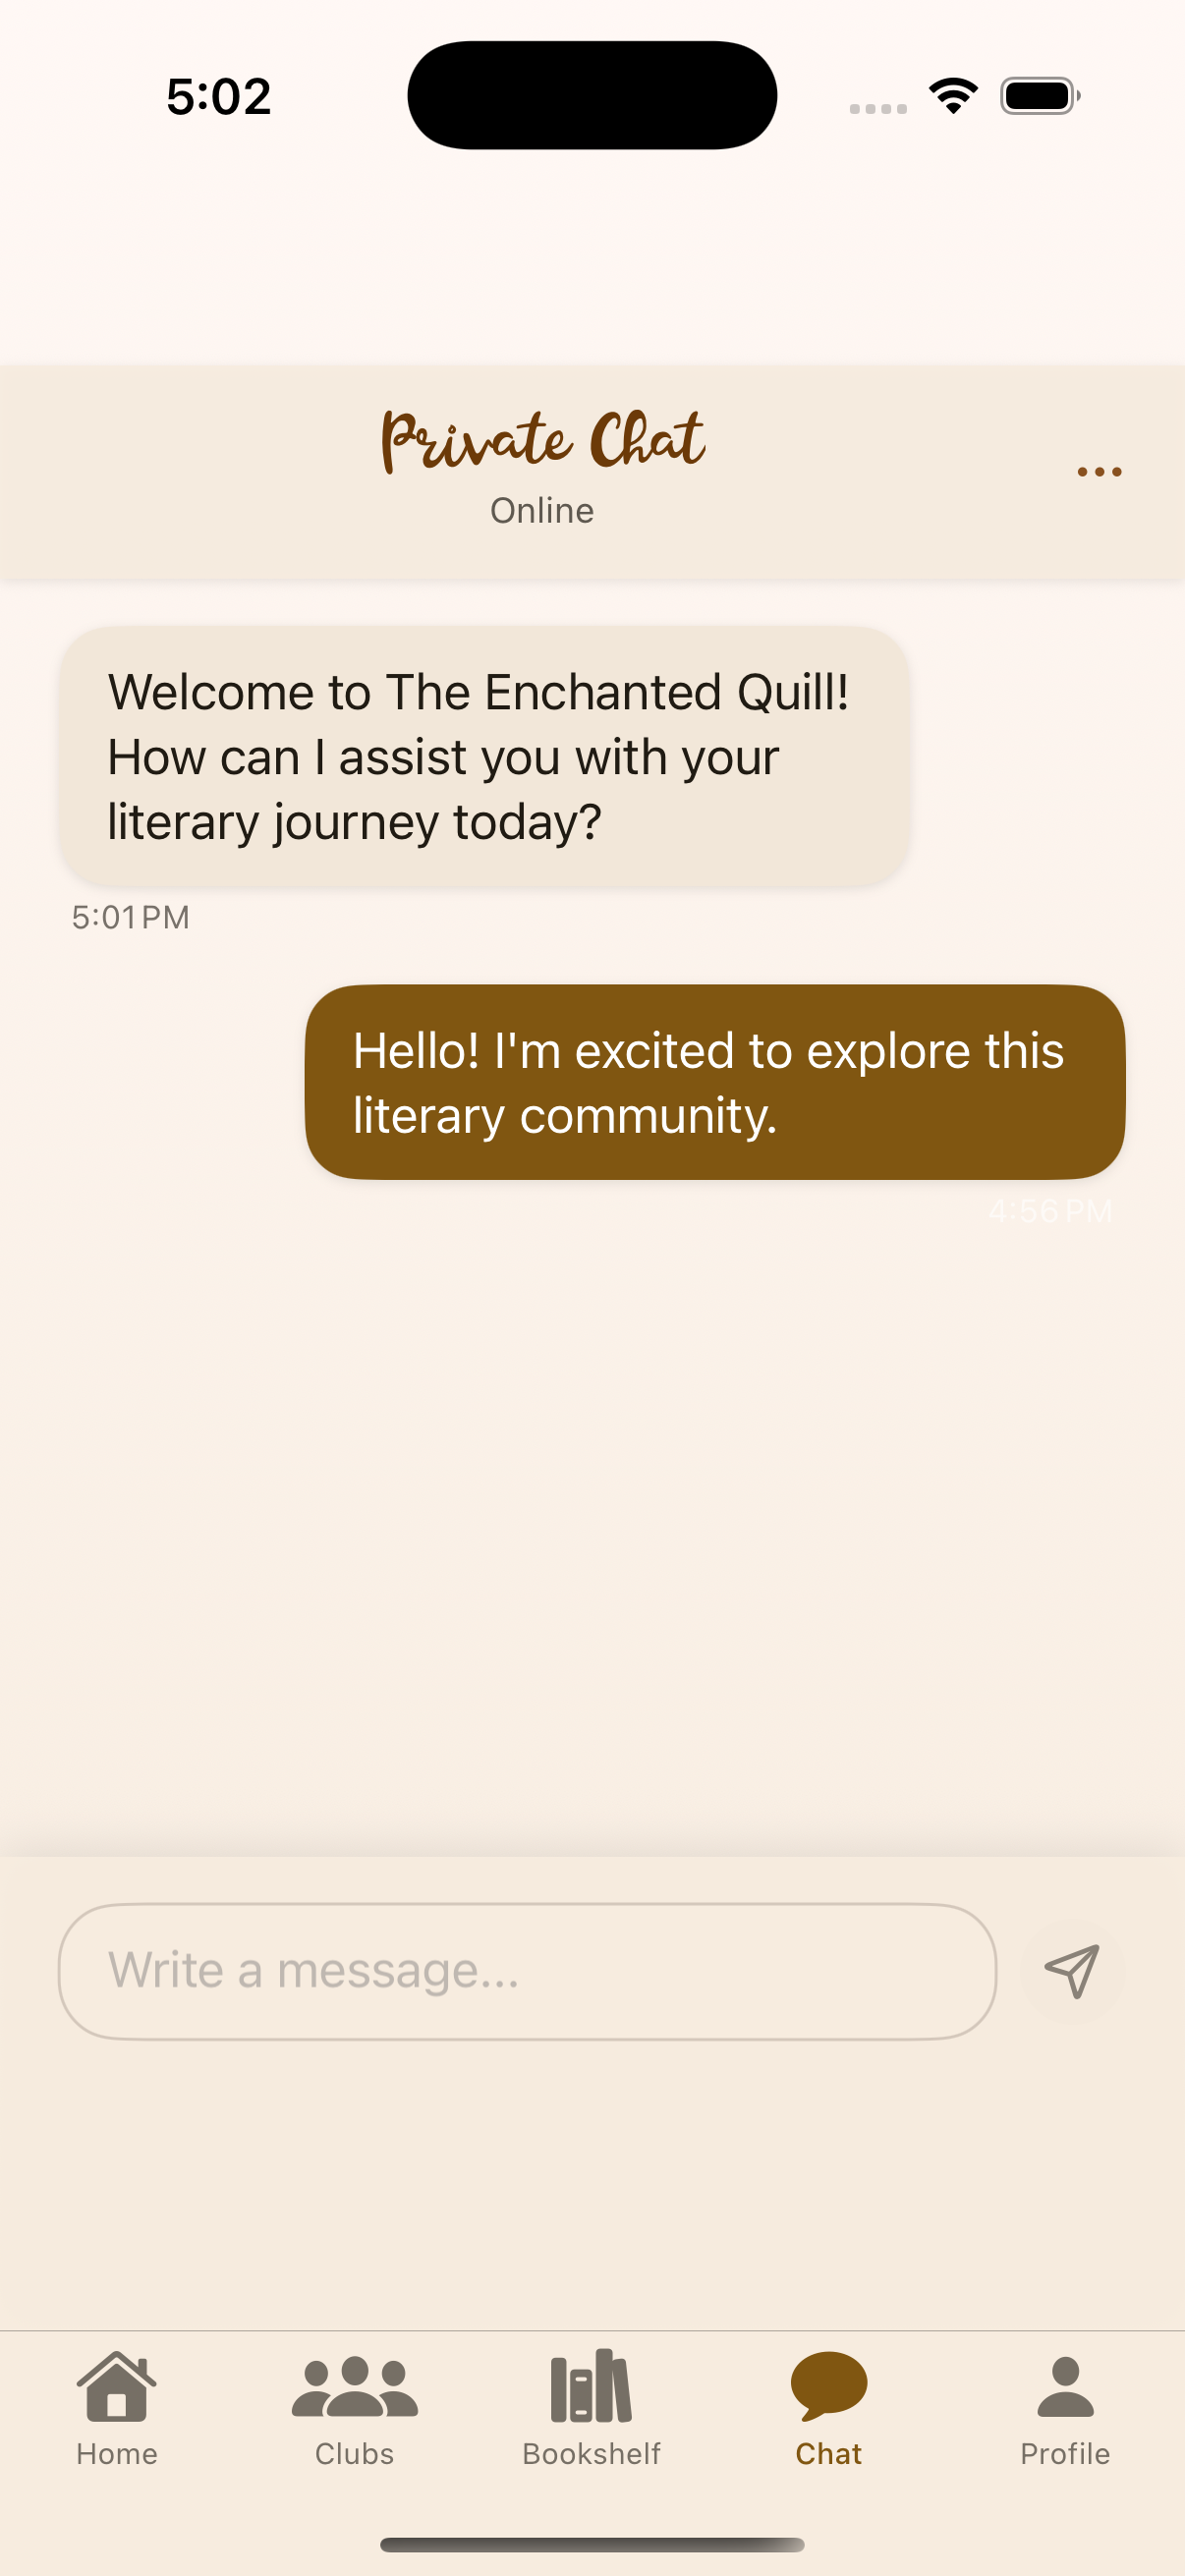 5:02
Private Chat
Online
Welcome to The Enchanted Quill!
How can I assist you with your
literary journey today?
5:01 PM
Hello! I'm excited to explore this
literary community.
4:56 PM
Write a message...
Home
Clubs
Bookshelf
Chat
Profile